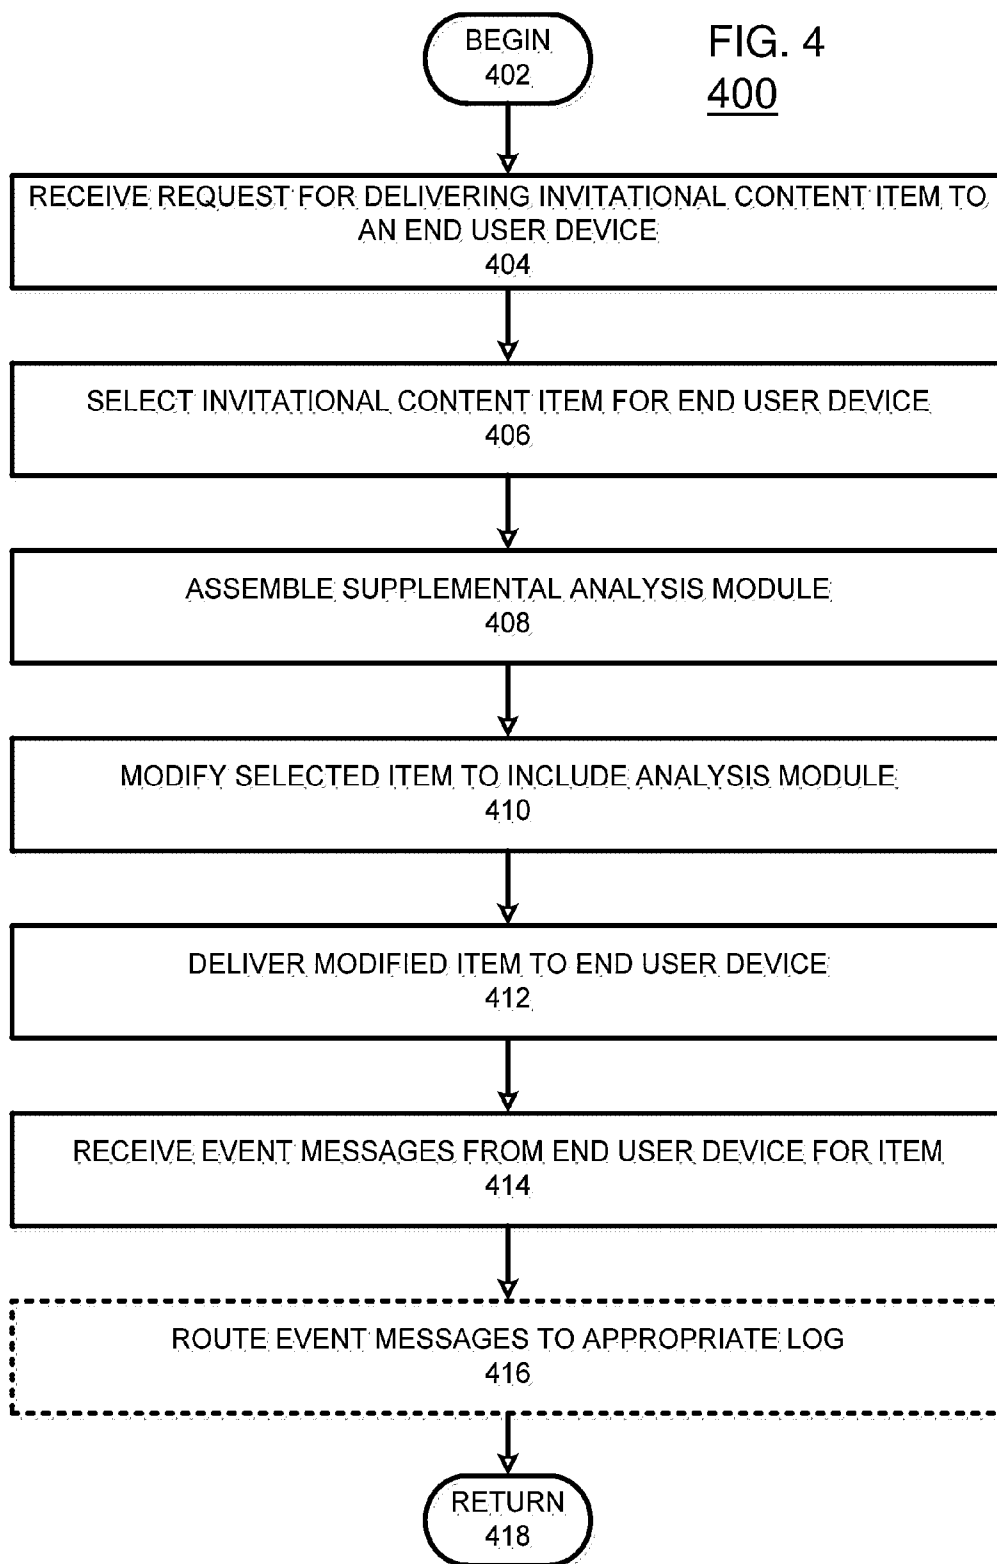 BEGIN
402
FIG. 4
400
RECEIVE REQUEST FOR DELIVERING INVITATIONAL CONTENT ITEM TO
AN END USER DEVICE
404
SELECT INVITATIONAL CONTENT ITEM FOR END USER DEVICE
406
ASSEMBLE SUPPLEMENTAL ANALYSIS MODULE
408
MODIFY SELECTED ITEM TO INCLUDE ANALYSIS MODULE
410
DELIVER MODIFIED ITEM TO END USER DEVICE
412
RECEIVE EVENT MESSAGES FROM END USER DEVICE FOR ITEM
414
ROUTE EVENT MESSAGES TO APPROPRIATE LOG
416
RETURN
418